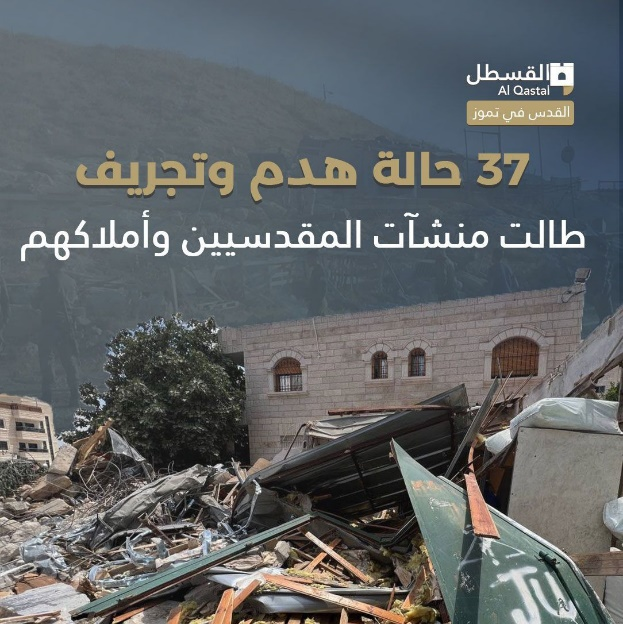 القسطل
Al Qastal
القدس في تموز
37 حالة هدم وتجريف
طالت منشآت المقدسيين وأملاكهم